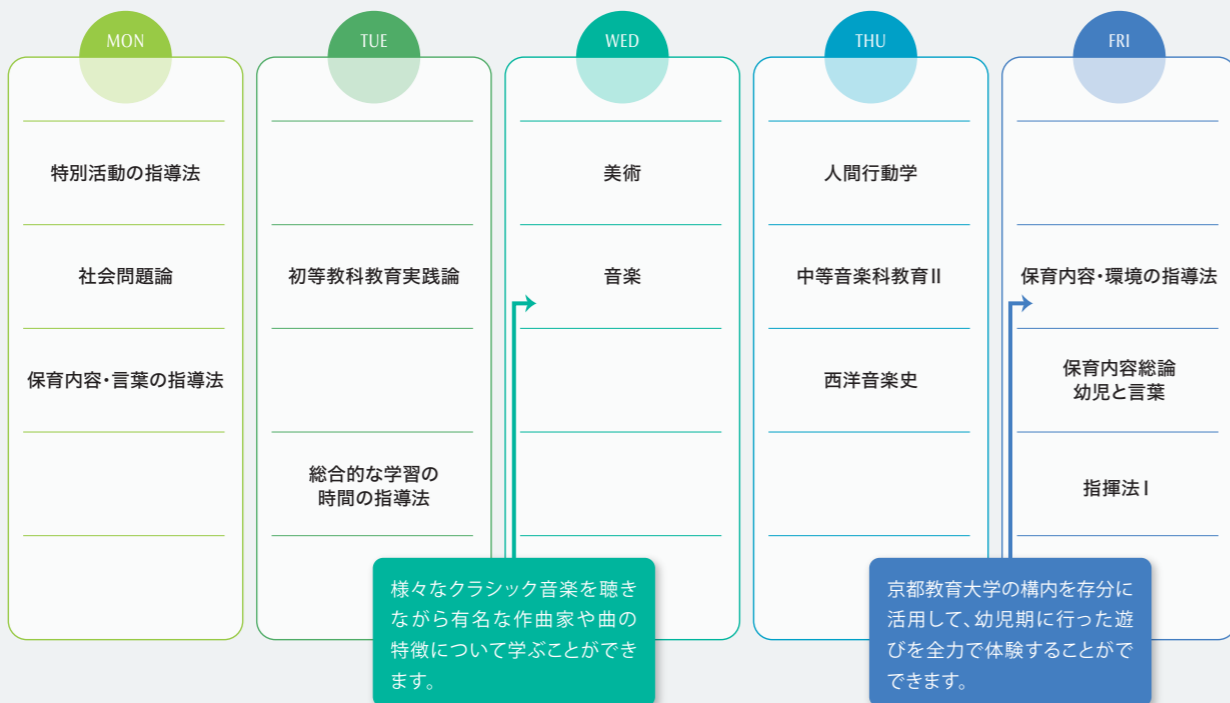 MON
TUE
WED
THU
FRI
特別活動の指導法
美術
人間行動学
社会問題論
初等教科教育実践論
音楽
中等音楽科教育II
保育内容・環境の指導法
保育内容・言葉の指導法
西洋音楽史
保育内容総論
幼児と言葉
総合的な学習の
時間の指導法
指揮法I
様々なクラシック音楽を聴き
ながら有名な作曲家や曲の
特徴について学ぶことができ
ます。
京都教育大学の構内を存分に
活用して、幼児期に行った遊
びを全力で体験することがで
できます。